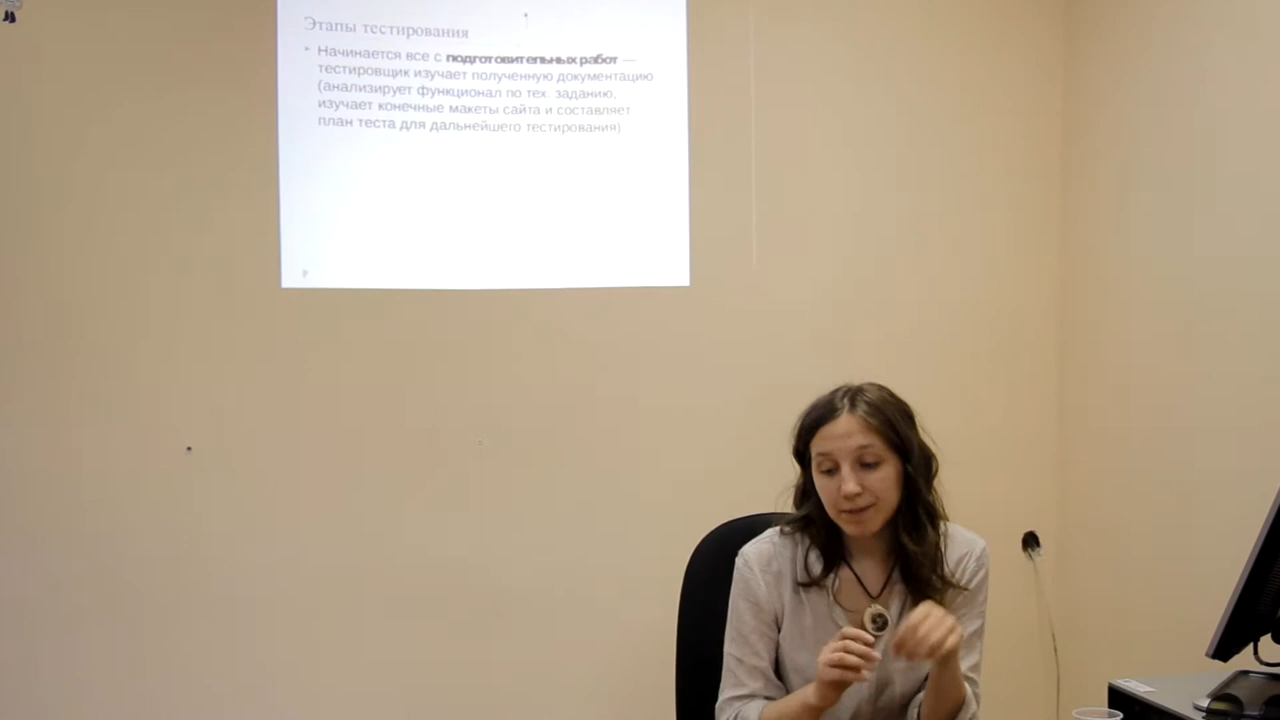 Этапы тестирования
Начинается все с подготовительных работ —
тестировщик изучает полученную документацию
(анализирует функционал по тех. заданию,
изучает конечные макеты сайта и составляет
план теста для дальнейшего тестирования)